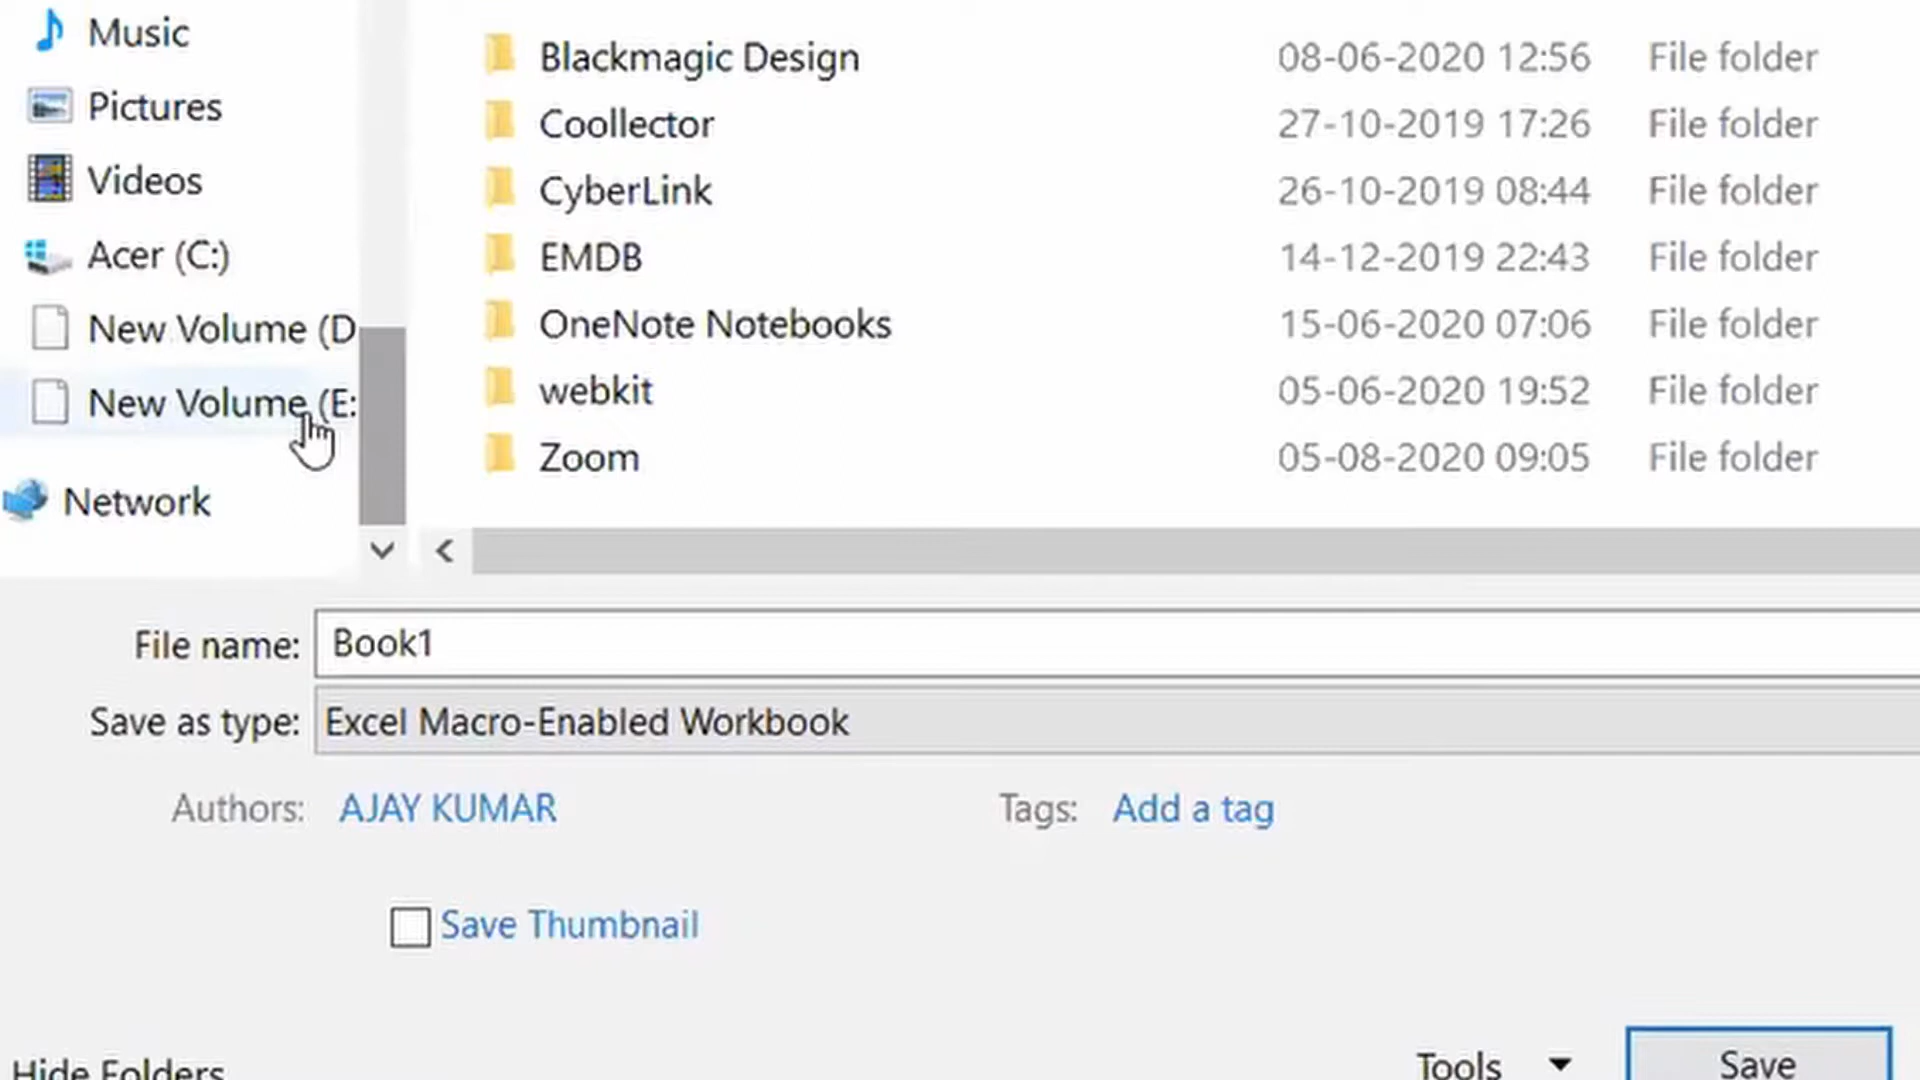 Music
Pictures
Videos
Acer (C:)
New Volume (D
New Volume (E:
Network
Blackmagic Design 08-06-2020 12:56 File folder
Coollector 27-10-2019 17:26 File folder
CyberLink 26-10-2019 08:44 File folder
EMDB 14-12-2019 22:43 File folder
OneNote Notebooks 15-06-2020 07:06 File folder
webkit 05-06-2020 19:52 File folder
Zoom 05-08-2020 09:05 File folder
File name: Book1
Save as type: Excel Macro-Enabled Workbook
Authors: AJAY KUMAR Tags: Add a tag
Save Thumbnail
Hide Folders Tools Save